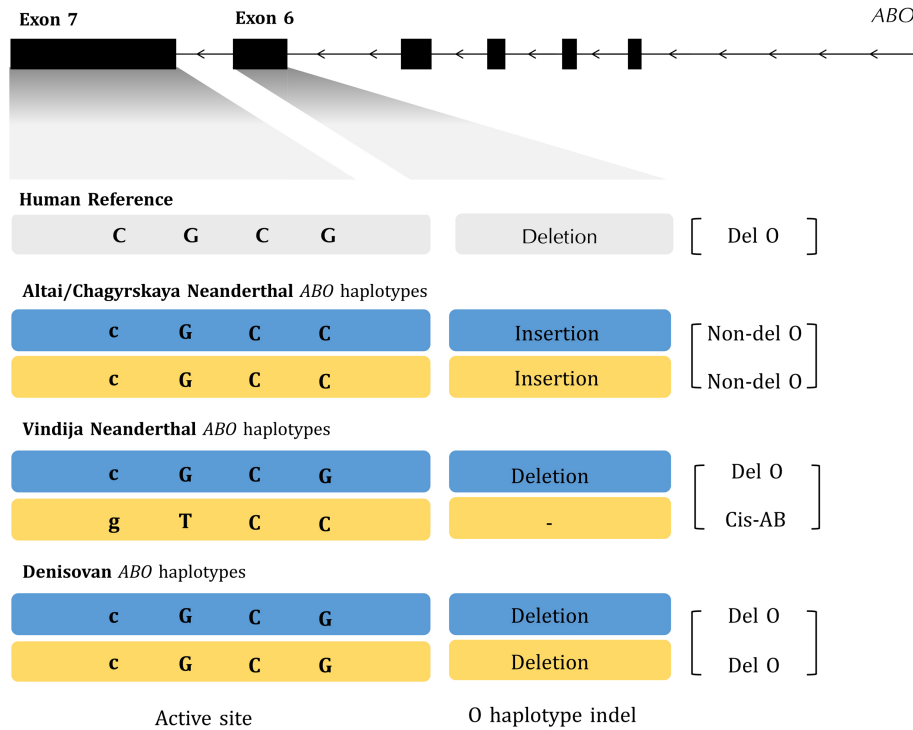 Exon 7 Exon 6 ABO
Human Reference
C G C G Deletion Del O
Altai/Chagyrskaya Neanderthal ABO haplotypes
c G C C Insertion Non-del O
c G C C Insertion Non-del O
Vindija Neanderthal ABO haplotypes
c G C G Deletion Del O
g T C C - Cis-AB
Denisovan ABO haplotypes
c G C G Deletion Del O
c G C G Deletion Del O
Active site O haplotype indel